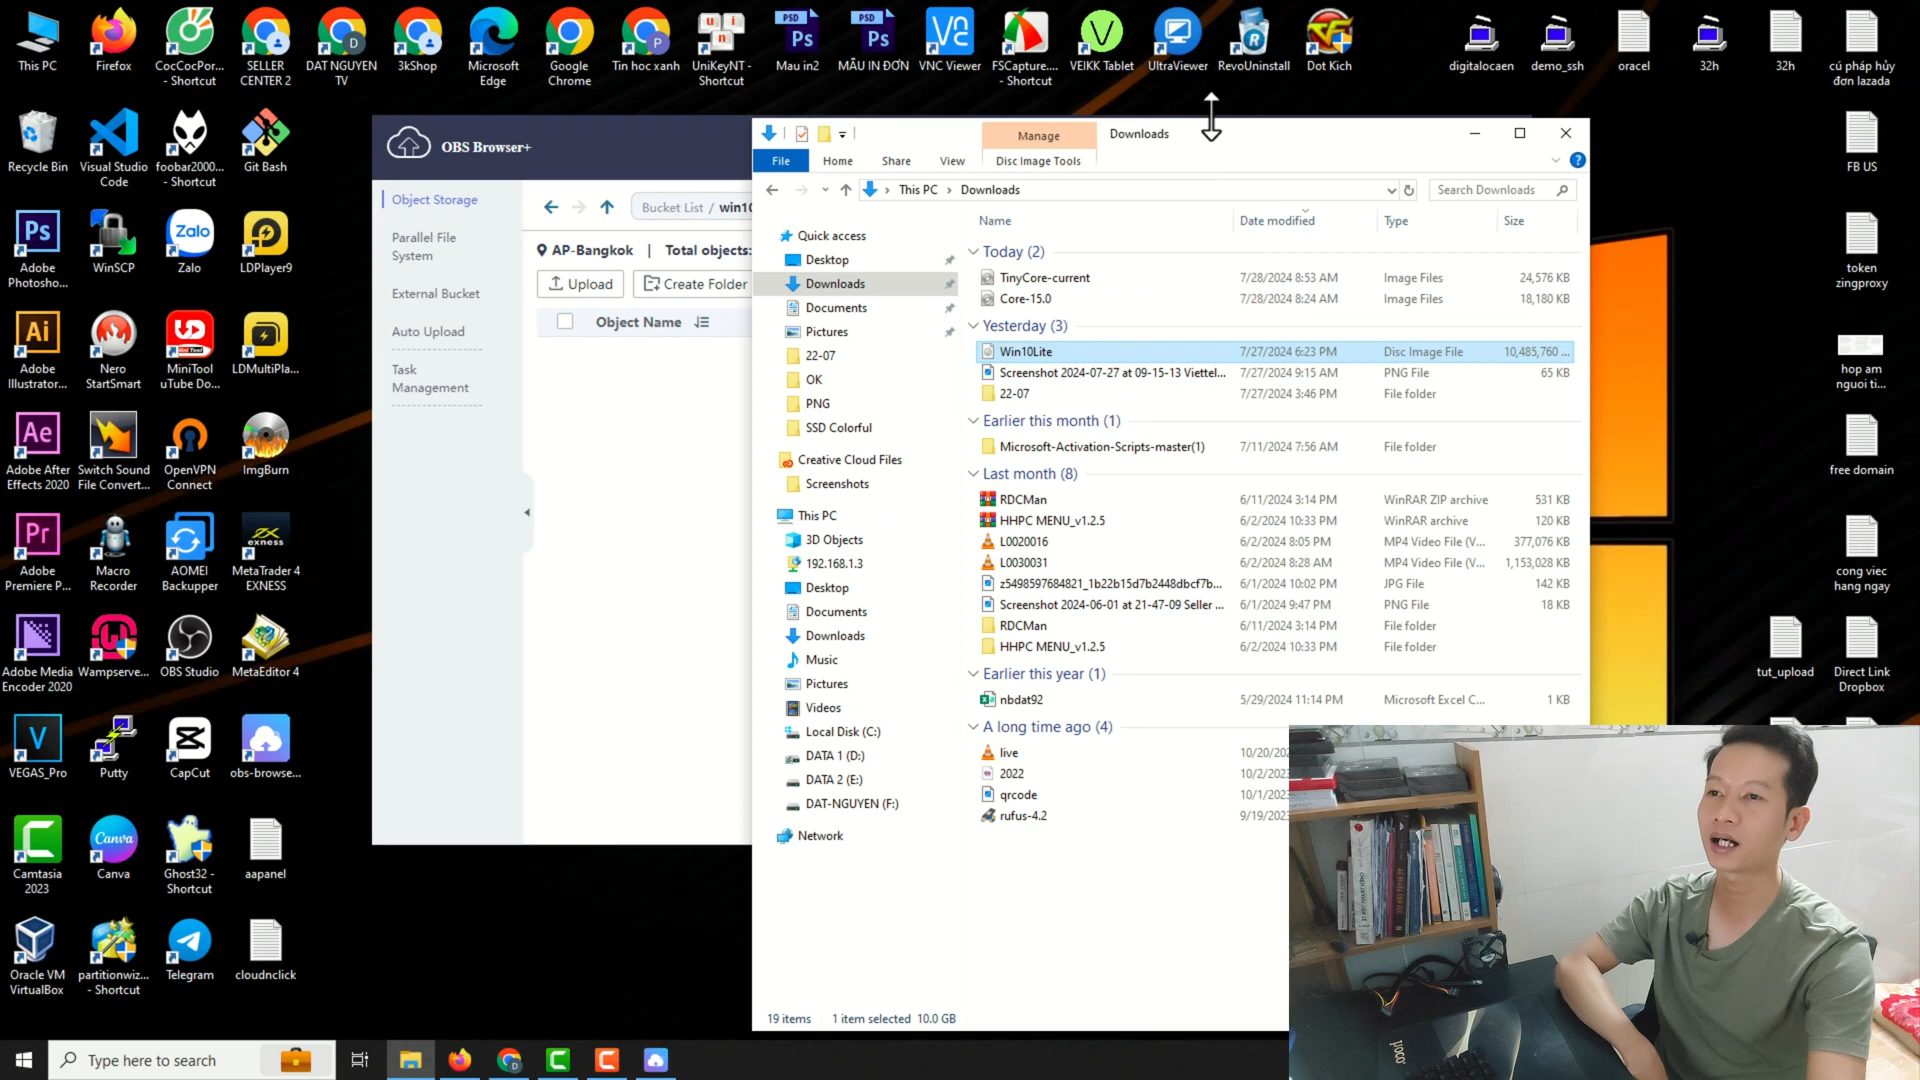 This PC
Firefox
CocCocPor...
- Shortcut
SELLER
CENTER 2
DAT NGUYEN
TV
3kShop
Microsoft
Edge
Google
Chrome
Tin hoc xanh
UniKeyNT -
Shortcut
Mau in2
MẪU IN ĐƠN
VNC Viewer
FSCapture....
- Shortcut
VEIKK Tablet
UltraViewer
RevoUninstall
Dot Kich
digitalocaen
demo_ssh
oracel
32h
32h
cú pháp hủy
đơn lazada
Recycle Bin
Visual Studio
Code
foobar2000...
- Shortcut
Git Bash
FB US
Adobe
Photosho...
WinSCP
Zalo
LDPlayer9
token
zingproxy
Adobe
Illustrator...
Nero
StartSmart
MiniTool
uTube Do...
LDMultiPla...
hop am
nguoi ti...
Adobe After
Effects 2020
Switch Sound
File Convert...
OpenVPN
Connect
ImgBurn
free domain
Adobe
Premiere P...
Macro
Recorder
AOMEI
Backupper
MetaTrader 4
EXNESS
cong viec
hang ngay
Adobe Media
Encoder 2020
Wampserve...
OBS Studio
MetaEditor 4
tut_upload
Direct Link
Dropbox
VEGAS_Pro
Putty
CapCut
obs-browse...
Camtasia
2023
Canva
Ghost32 -
Shortcut
aapanel
Oracle VM
VirtualBox
partitionwiz...
- Shortcut
Telegram
cloudnclick
OBS Browser+
Object Storage
Parallel File
System
External Bucket
Auto Upload
Task
Management
Bucket List / win10
AP-Bangkok | Total objects:
Upload
Create Folder
Object Name
Manage
Downloads
File
Home
Share
View
Disc Image Tools
This PC
Downloads
Search Downloads
Name
Date modified
Type
Size
Quick access
Desktop
Downloads
Documents
Pictures
22-07
OK
PNG
SSD Colorful
Creative Cloud Files
Screenshots
This PC
3D Objects
192.168.1.3
Desktop
Documents
Downloads
Music
Pictures
Videos
Local Disk (C:)
DATA 1 (D:)
DATA 2 (E:)
DAT-NGUYEN (F:)
Network
Today (2)
TinyCore-current 7/28/2024 8:53 AM Image Files 24,576 KB
Core-15.0 7/28/2024 8:24 AM Image Files 18,180 KB
Yesterday (3)
Win10Lite 7/27/2024 6:23 PM Disc Image File 10,485,760 ...
Screenshot 2024-07-27 at 09-15-13 Viettel... 7/27/2024 9:15 AM PNG File 65 KB
22-07 7/27/2024 3:46 PM File folder
Earlier this month (1)
Microsoft-Activation-Scripts-master(1) 7/11/2024 7:56 AM File folder
Last month (8)
RDCMan 6/11/2024 3:14 PM WinRAR ZIP archive 531 KB
HHPC MENU_v1.2.5 6/2/2024 10:33 PM WinRAR archive 120 KB
L0020016 6/2/2024 8:05 PM MP4 Video File (V... 377,076 KB
L0030031 6/2/2024 8:28 AM MP4 Video File (V... 1,153,028 KB
z5498597684821_1b22b15d7b2448dbcf7b... 6/1/2024 10:02 PM JPG File 142 KB
Screenshot 2024-06-01 at 21-47-09 Seller ... 6/1/2024 9:47 PM PNG File 18 KB
RDCMan 6/11/2024 3:14 PM File folder
HHPC MENU_v1.2.5 6/2/2024 10:33 PM File folder
Earlier this year (1)
nbdat92 5/29/2024 11:14 PM Microsoft Excel C... 1 KB
A long time ago (4)
live 10/20/202
2022 10/2/202
qrcode 10/1/202
rufus-4.2 9/19/202
19 items 1 item selected 10.0 GB
Type here to search